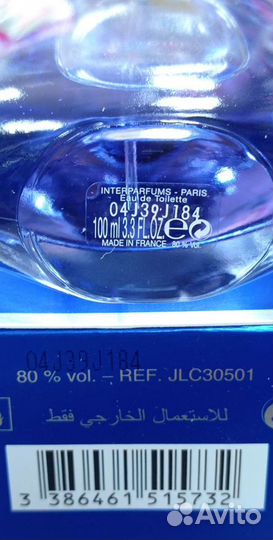 INTERPARFUMS - PARIS
Eau de Toilette
04J39J184
100 ml 3.3 FL.OZ. e
MADE IN FRANCE 80 % Vol.
04J39J184
80 % vol. – REF. JLC30501
للاستعمال الخارجي فقط
3 386461 515732
Avito